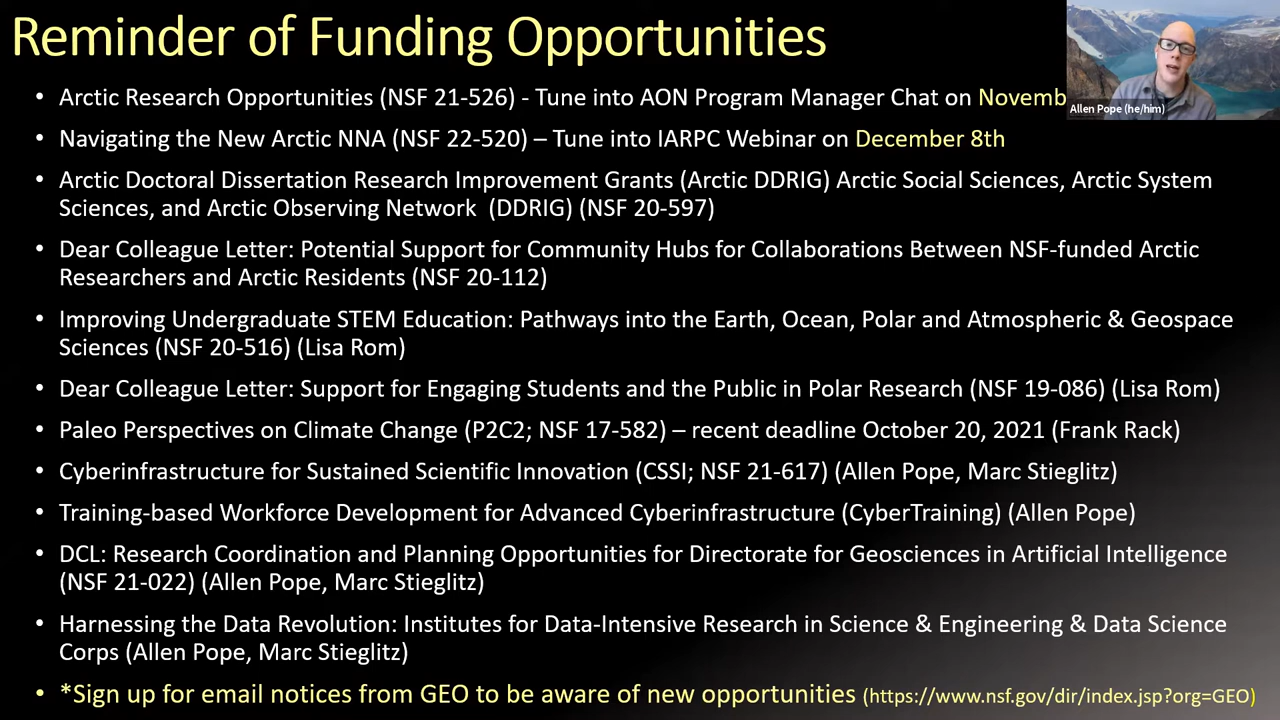 Reminder of Funding Opportunities
Allen Pope (he/him)
• Arctic Research Opportunities (NSF 21-526) - Tune into AON Program Manager Chat on
• Navigating the New Arctic NNA (NSF 22-520) – Tune into IARPC Webinar on December 8th
• Arctic Doctoral Dissertation Research Improvement Grants (Arctic DDRIG) Arctic Social Sciences, Arctic System
Sciences, and Arctic Observing Network (DDRIG) (NSF 20-597)
• Dear Colleague Letter: Potential Support for Community Hubs for Collaborations Between NSF-funded Arctic
Researchers and Arctic Residents (NSF 20-112)
• Improving Undergraduate STEM Education: Pathways into the Earth, Ocean, Polar and Atmospheric & Geospace
Sciences (NSF 20-516) (Lisa Rom)
• Dear Colleague Letter: Support for Engaging Students and the Public in Polar Research (NSF 19-086) (Lisa Rom)
• Paleo Perspectives on Climate Change (P2C2; NSF 17-582) – recent deadline October 20, 2021 (Frank Rack)
• Cyberinfrastructure for Sustained Scientific Innovation (CSSI; NSF 21-617) (Allen Pope, Marc Stieglitz)
• Training-based Workforce Development for Advanced Cyberinfrastructure (CyberTraining) (Allen Pope)
• DCL: Research Coordination and Planning Opportunities for Directorate for Geosciences in Artificial Intelligence
(NSF 21-022) (Allen Pope, Marc Stieglitz)
• Harnessing the Data Revolution: Institutes for Data-Intensive Research in Science & Engineering & Data Science
Corps (Allen Pope, Marc Stieglitz)
• *Sign up for email notices from GEO to be aware of new opportunities (https://www.nsf.gov/dir/index.jsp?org=GEO)